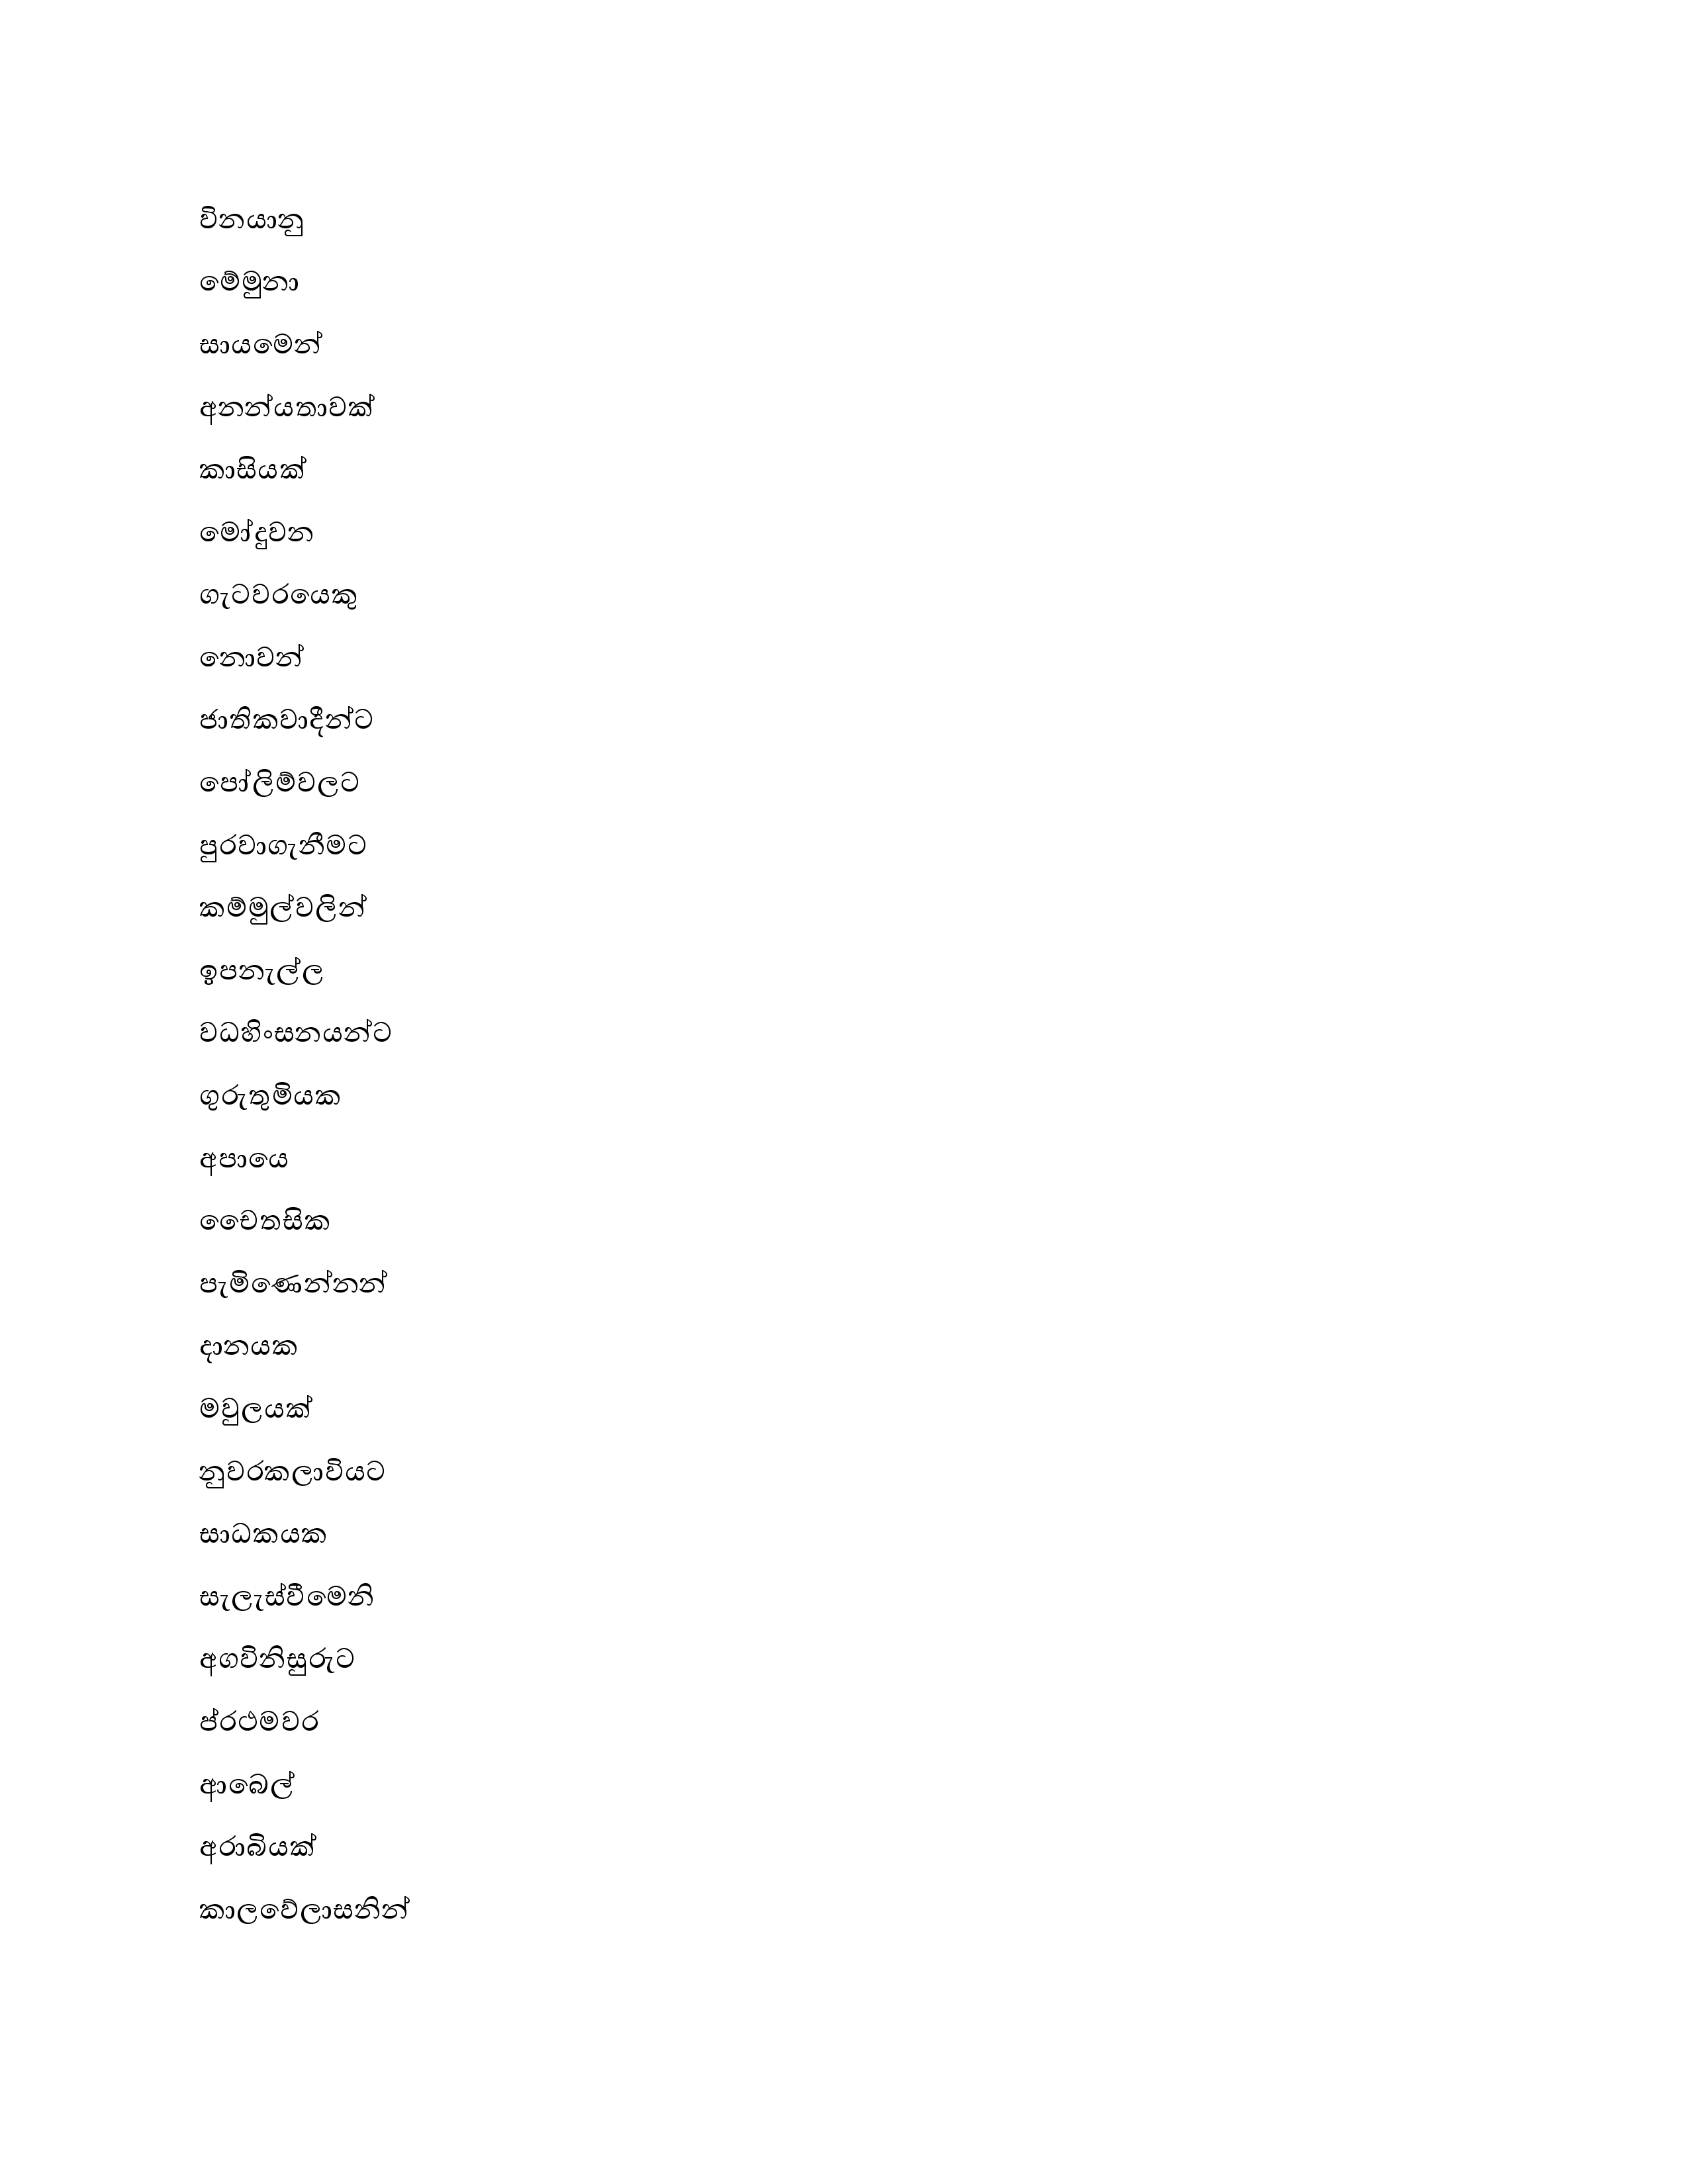 විනයානු
මේමුනා
සායමෙන්
අනන්යතාවක්
කාසියක්
මෝදුවන
ගැටවරයෙකු
නොවන්
ජාතිකවාදීන්ට
පෝලිම්වලට
පුරවාගැනීමට
කම්මුල්වලින්
ඉපනැල්ල
වධහිංසනයන්ට
ගුරුතුමියක
අපායෙ
චෛතසික
පැමිණෙන්නන්
දානයක
මවුලයක්
නුවරකලාවියට
සාධකයක
සැලැස්වීමෙනි
අගවිනිසුරුට
ප්රථමවර
ආබෙල්
අරාබියක්
කාලවේලාසනින්